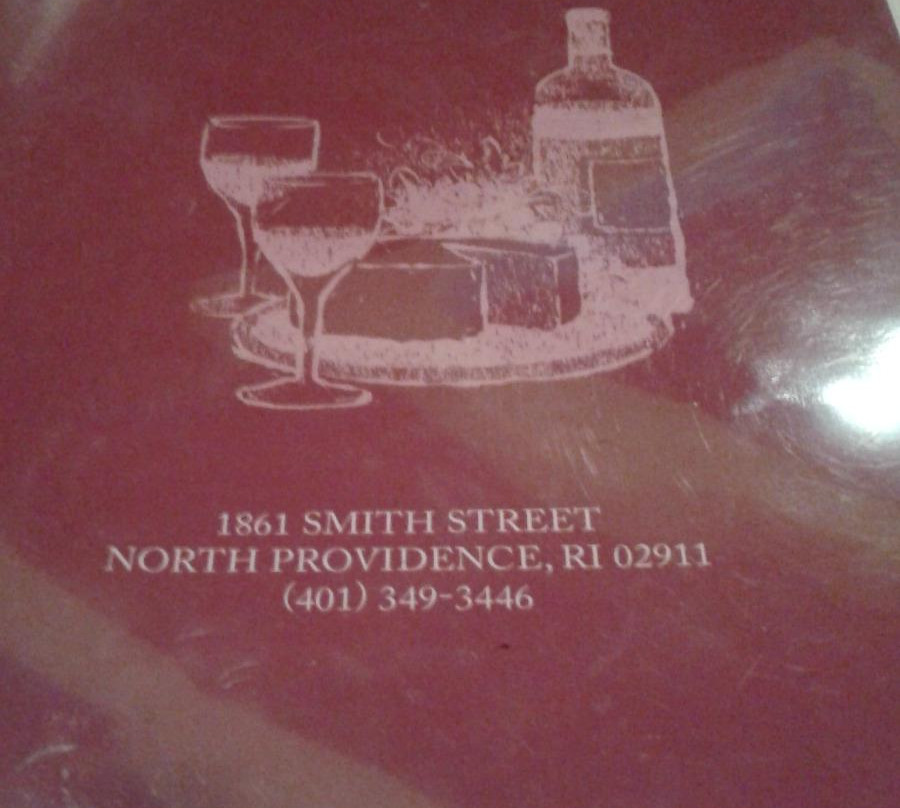 1861 SMITH STREET
NORTH PROVIDENCE, RI 02911
(401) 349-3446